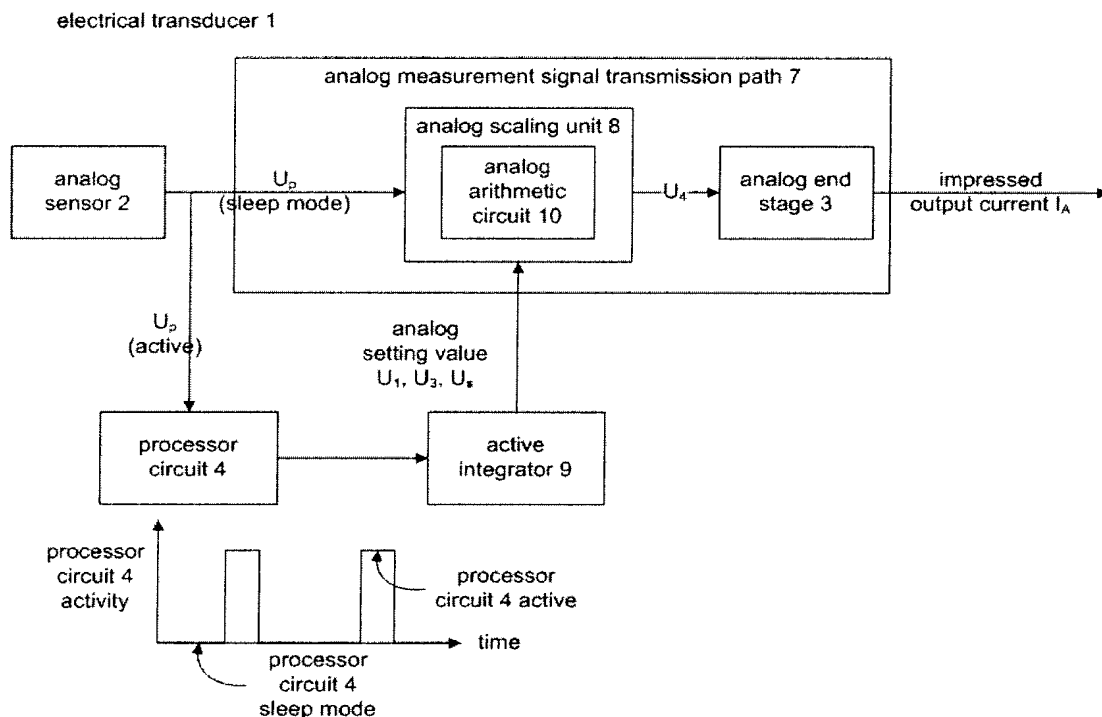 electrical transducer 1
analog measurement signal transmission path 7
analog scaling unit 8
analog
sensor 2
Up
(sleep mode)
analog
arithmetic
circuit 10
U4
analog end
stage 3
impressed
output current IA
Up
(active)
analog
setting value
U1, U3, Us
processor
circuit 4
active
integrator 9
processor
circuit 4
activity
processor
circuit 4 active
time
processor
circuit 4
sleep mode